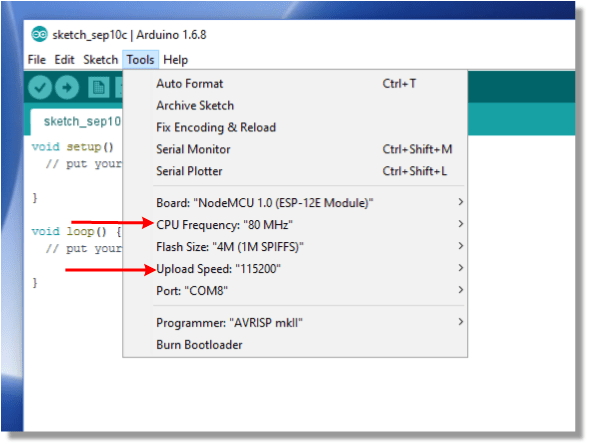 sketch_sep10c | Arduino 1.6.8
File Edit Sketch Tools Help
sketch_sep10
void setup()
// put your
}
void loop() {
// put your
}
Auto Format Ctrl+T
Archive Sketch
Fix Encoding & Reload
Serial Monitor Ctrl+Shift+M
Serial Plotter Ctrl+Shift+L
Board: "NodeMCU 1.0 (ESP-12E Module)"
CPU Frequency: "80 MHz"
Flash Size: "4M (1M SPIFFS)"
Upload Speed: "115200"
Port: "COM8"
Programmer: "AVRISP mkII"
Burn Bootloader